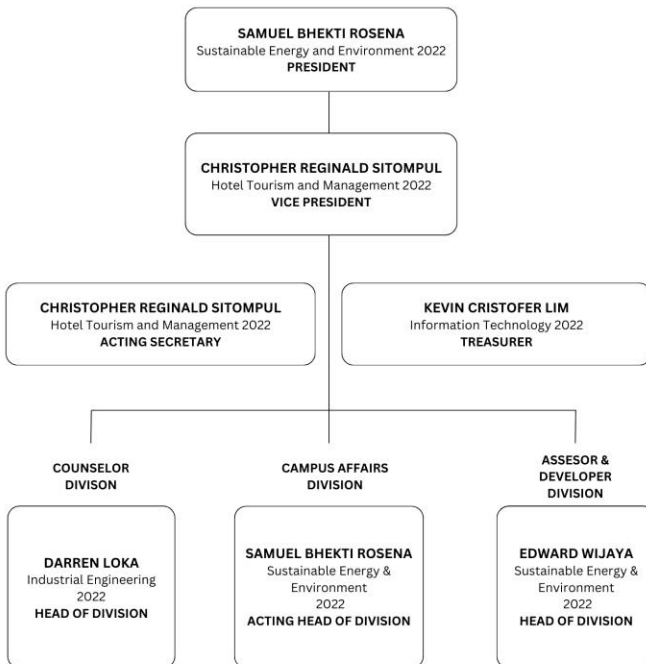 SAMUEL BHEKTI ROSENA
Sustainable Energy and Environment 2022
PRESIDENT
CHRISTOPHER REGINALD SITOMPUL
Hotel Tourism and Management 2022
VICE PRESIDENT
CHRISTOPHER REGINALD SITOMPUL
Hotel Tourism and Management 2022
ACTING SECRETARY
KEVIN CRISTOFER LIM
Information Technology 2022
TREASURER
COUNSELOR
DIVISON
DARREN LOKA
Industrial Engineering
2022
HEAD OF DIVISION
CAMPUS AFFAIRS
DIVISION
SAMUEL BHEKTI ROSENA
Sustainable Energy &
Environment
2022
ACTING HEAD OF DIVISION
ASSESOR &
DEVELOPER
DIVISION
EDWARD WIJAYA
Sustainable Energy &
Environment
2022
HEAD OF DIVISION